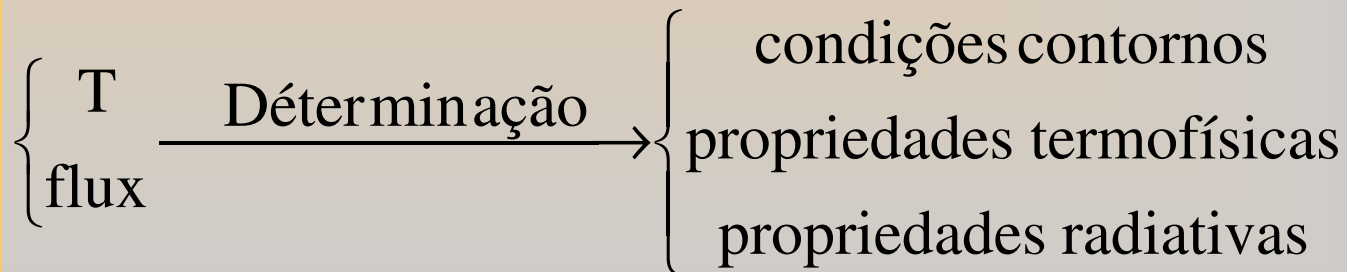 T
flux
Déterminação
condições contornos
propriedades termofísicas
propriedades radiativas